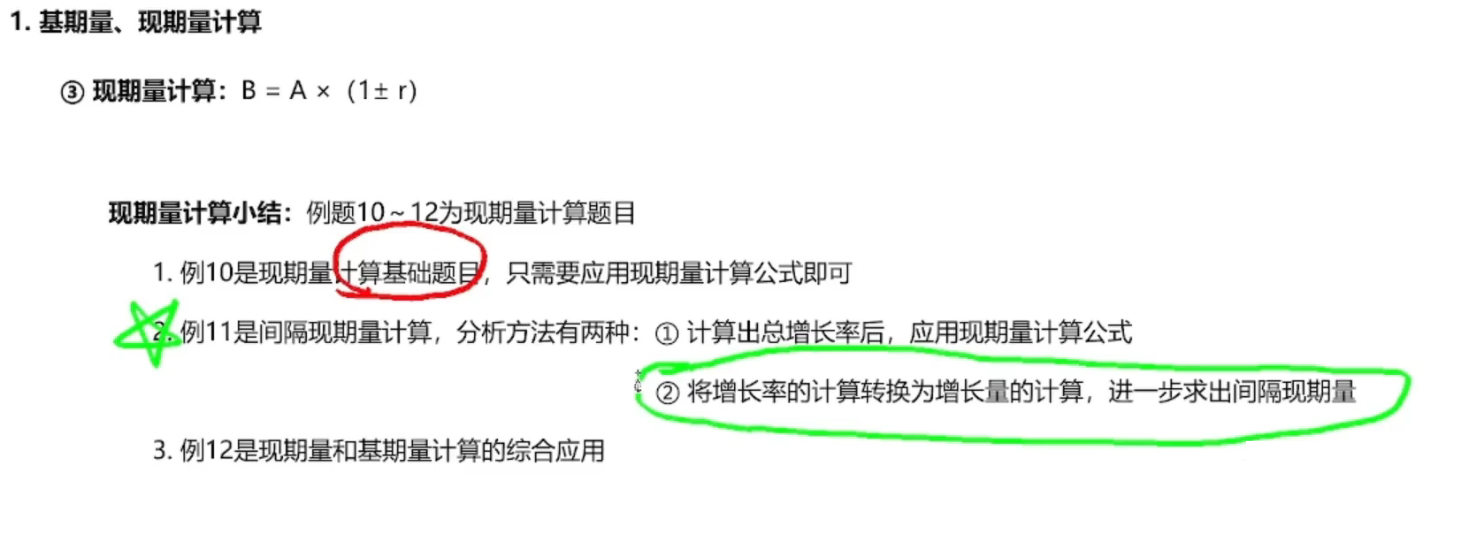 1. 基期量、现期量计算
③ 现期量计算：B = A × （1± r）
现期量计算小结：例题10～12为现期量计算题目
1. 例10是现期量计算基础题目，只需要应用现期量计算公式即可
2. 例11是间隔现期量计算，分析方法有两种：① 计算出总增长率后，应用现期量计算公式
② 将增长率的计算转换为增长量的计算，进一步求出间隔现期量
3. 例12是现期量和基期量计算的综合应用